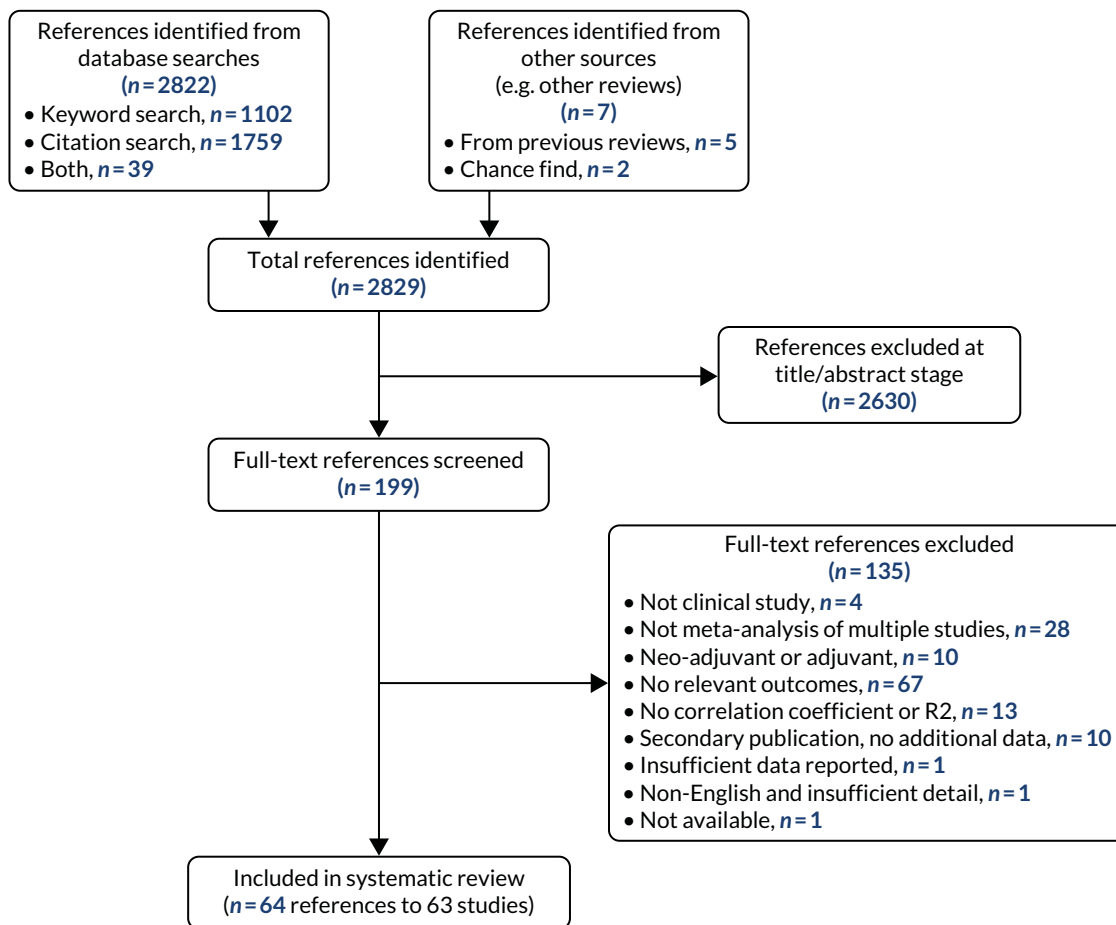 References identified from
database searches
(n=2822)
• Keyword search, n=1102
• Citation search, n=1759
• Both, n=39
References identified from
other sources
(e.g. other reviews)
(n=7)
• From previous reviews, n=5
• Chance find, n=2
Total references identified
(n=2829)
References excluded at
title/abstract stage
(n=2630)
Full-text references screened
(n=199)
Full-text references excluded
(n=135)
• Not clinical study, n=4
• Not meta-analysis of multiple studies, n=28
• Neo-adjuvant or adjuvant, n=10
• No relevant outcomes, n=67
• No correlation coefficient or R2, n=13
• Secondary publication, no additional data, n=10
• Insufficient data reported, n=1
• Non-English and insufficient detail, n=1
• Not available, n=1
Included in systematic review
(n=64 references to 63 studies)